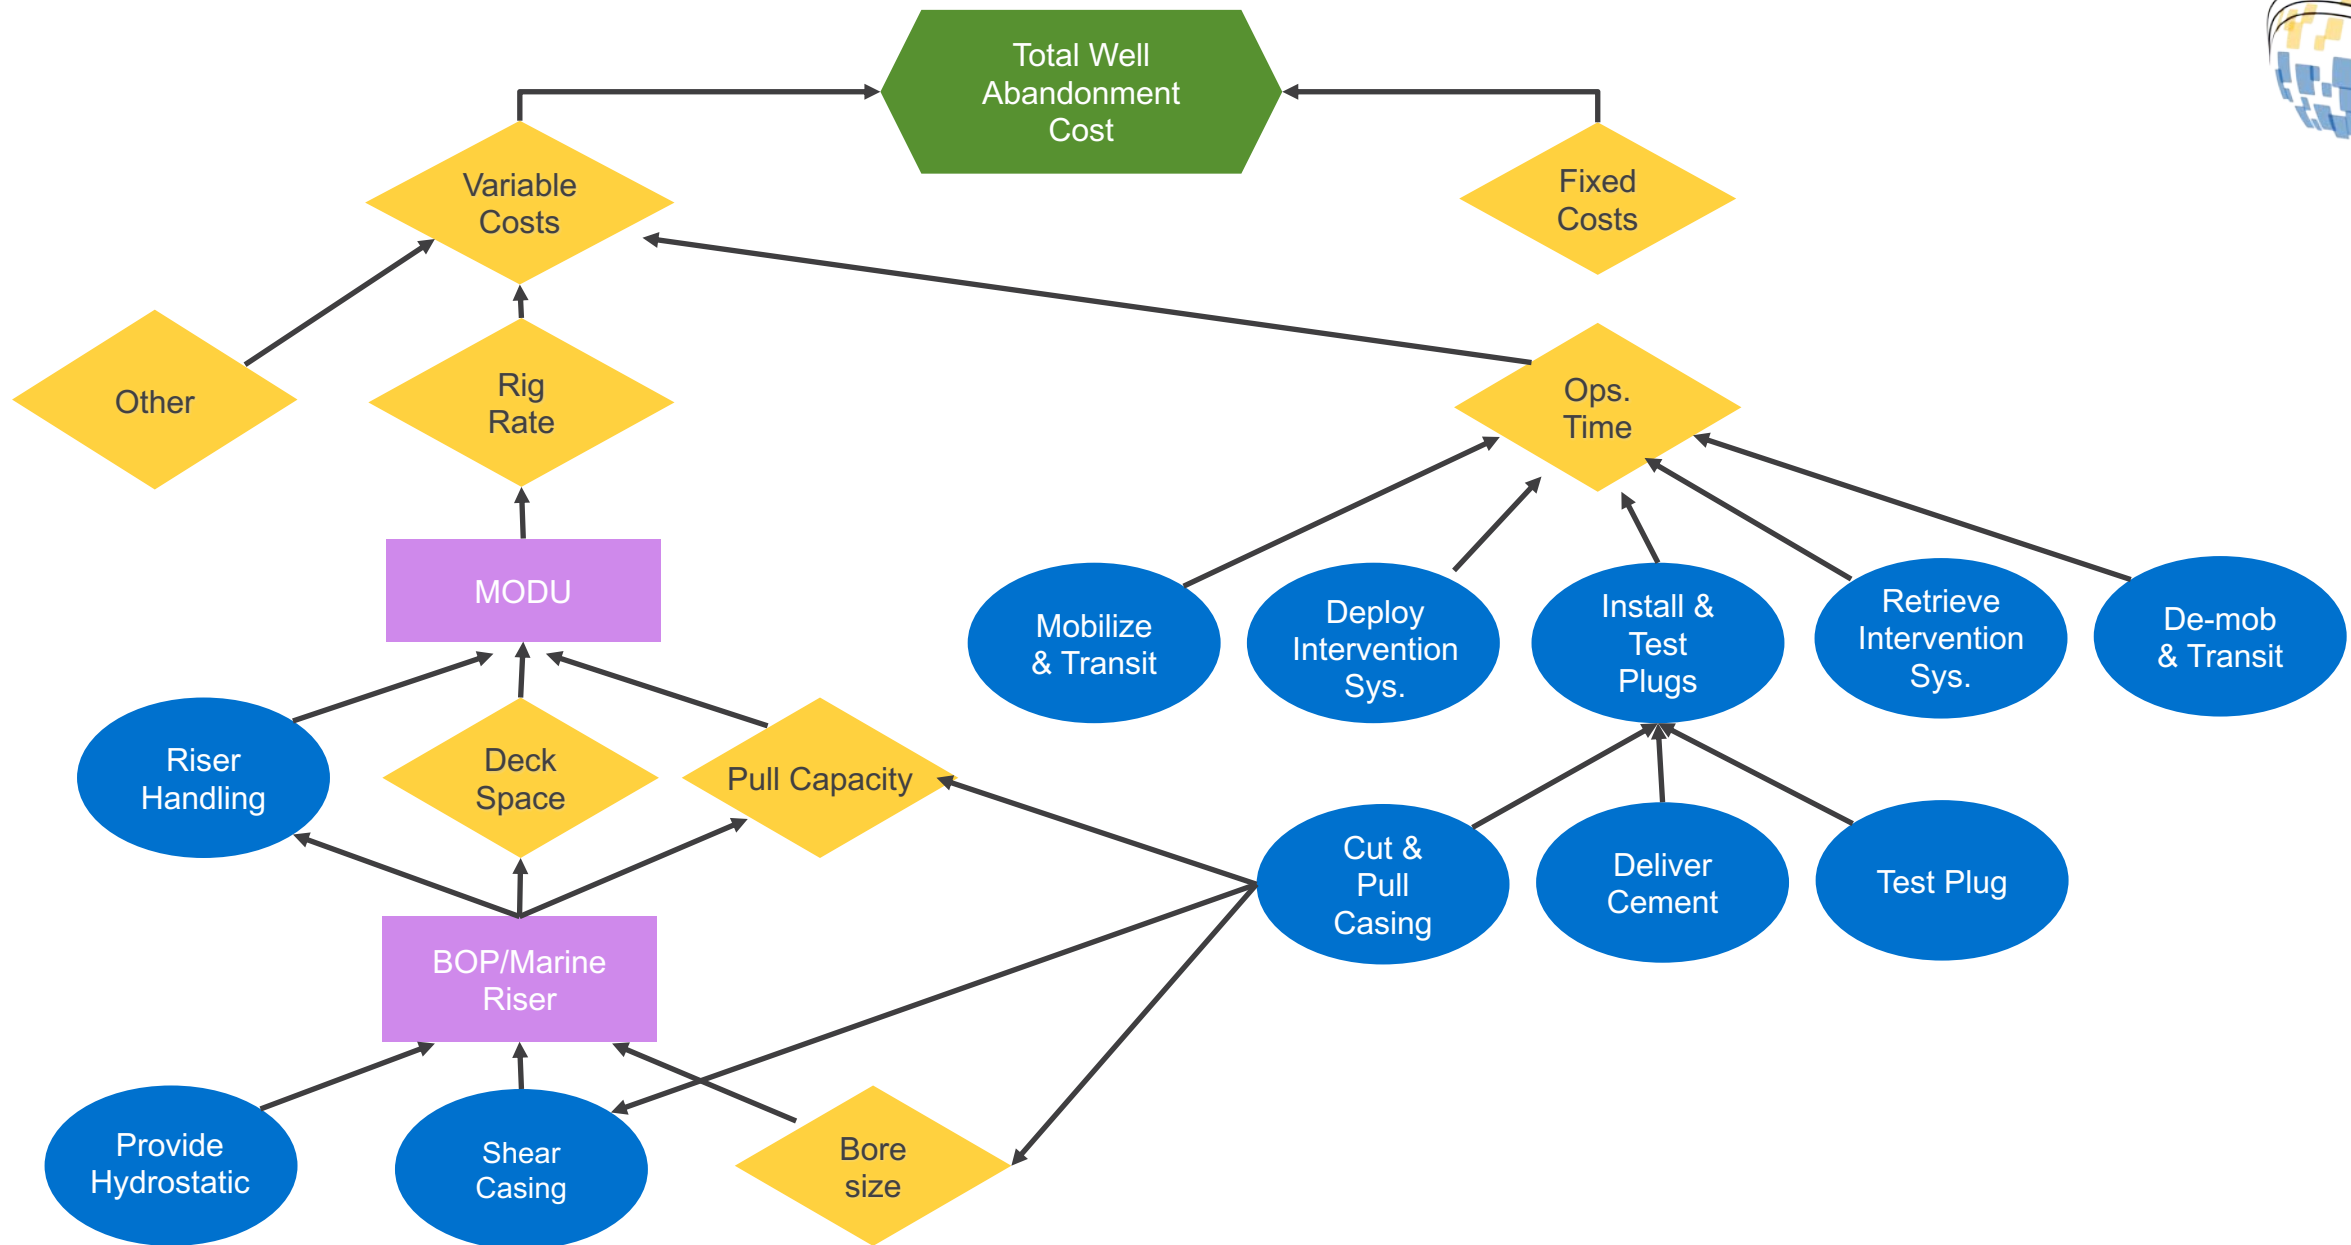 Total Well
Abandonment
Cost
Variable
Costs
Fixed
Costs
Other
Rig
Rate
Ops.
Time
MODU
Mobilize
& Transit
Deploy
Intervention
Sys.
Install &
Test
Plugs
Retrieve
Intervention
Sys.
De-mob
& Transit
Riser
Handling
Deck
Space
Pull Capacity
Cut &
Pull
Casing
Deliver
Cement
Test Plug
BOP/Marine
Riser
Provide
Hydrostatic
Shear
Casing
Bore
size